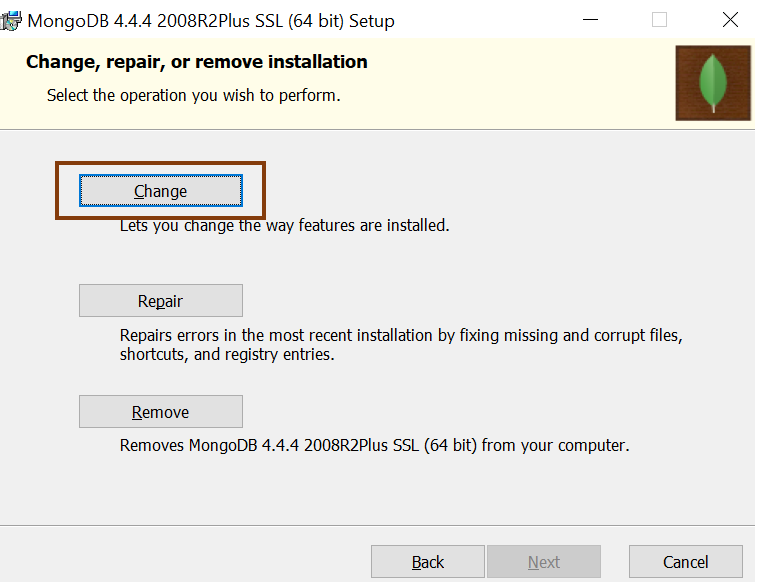 MongoDB 4.4.4 2008R2Plus SSL (64 bit) Setup
Change, repair, or remove installation
Select the operation you wish to perform.
Change
Lets you change the way features are installed.
Repair
Repairs errors in the most recent installation by fixing missing and corrupt files,
shortcuts, and registry entries.
Remove
Removes MongoDB 4.4.4 2008R2Plus SSL (64 bit) from your computer.
Back
Next
Cancel